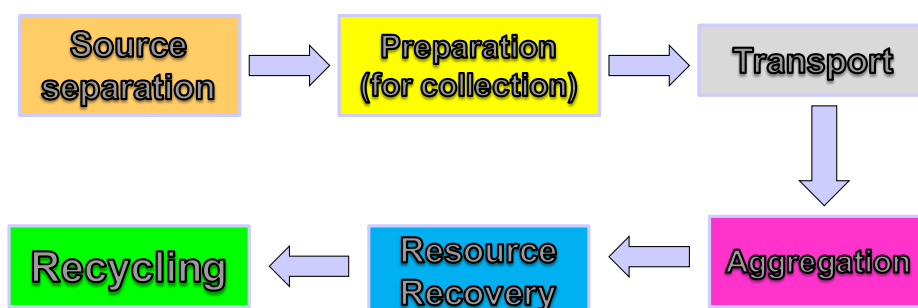 Source
separation
Preparation
(for collection)
Transport
Aggregation
Resource
Recovery
Recycling